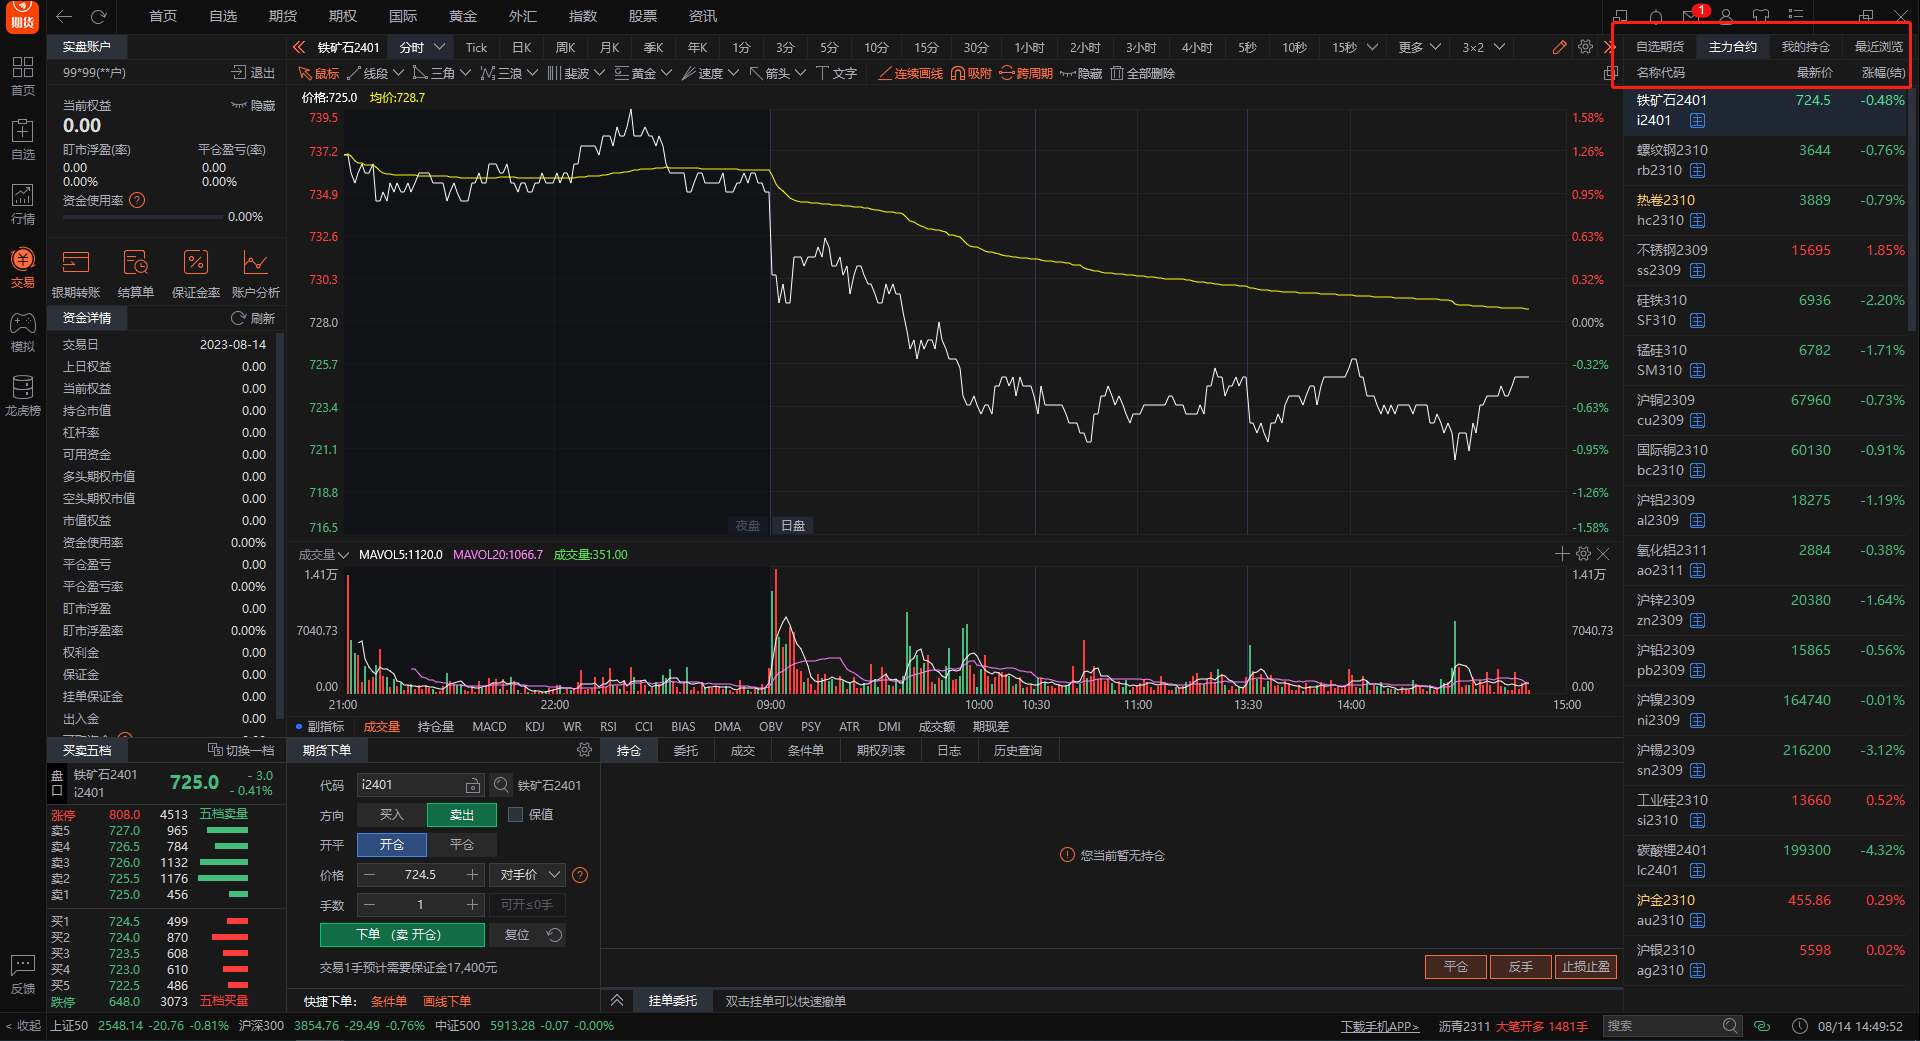 期货
首页 自选 期货 期权 国际 黄金 外汇 指数 股票 资讯
1
首页
自选
行情
交易
模拟
龙虎榜
反馈
< 收起
实盘账户
99*99(**户) 退出
当前权益 隐藏
0.00
盯市浮盈(率) 平仓盈亏(率)
0.00 0.00
0.00% 0.00%
资金使用率 ?
0.00%
银期转账 结算单 保证金率 账户分析
资金详情 刷新
交易日 2023-08-14
上日权益 0.00
当前权益 0.00
持仓市值 0.00
杠杆率 0.00
可用资金 0.00
多头期权市值 0.00
空头期权市值 0.00
市值权益 0.00
资金使用率 0.00%
平仓盈亏 0.00
平仓盈亏率 0.00%
盯市浮盈 0.00
盯市浮盈率 0.00%
权利金 0.00
保证金 0.00
挂单保证金 0.00
出入金 0.00
铁矿石2401 分时 Tick 日K 周K 月K 季K 年K 1分 3分 5分 10分 15分 30分 1小时 2小时 3小时 4小时 5秒 10秒 15秒 更多 3×2
鼠标 线段 三角 三浪 斐波 黄金 速度 箭头 文字 连续画线 吸附 跨周期 隐藏 全部删除
价格:725.0 均价:728.7
739.5 1.58%
737.2 1.26%
734.9 0.95%
732.6 0.63%
730.3 0.32%
728.0 0.00%
725.7 -0.32%
723.4 -0.63%
721.1 -0.95%
718.8 -1.26%
716.5 夜盘 日盘 -1.58%
成交量 MAVOL5:1120.0 MAVOL20:1066.7 成交量:351.00
1.41万 1.41万
7040.73 7040.73
0.00 0.00
21:00 22:00 09:00 10:00 10:30 11:00 13:30 14:00 15:00
副指标 成交量 持仓量 MACD KDJ WR RSI CCI BIAS DMA OBV PSY ATR DMI 成交额 期现差
买卖五档 切换一档
盘口 铁矿石2401 725.0 - 3.0
i2401 - 0.41%
涨停 808.0 4513 五档卖量
卖5 727.0 965
卖4 726.5 784
卖3 726.0 1132
卖2 725.5 1176
卖1 725.0 456
买1 724.5 499
买2 724.0 870
买3 723.5 608
买4 723.0 610
买5 722.5 486
跌停 648.0 3073 五档买量
期货下单
代码 i2401 铁矿石2401
方向 买入 卖出 保值
开平 开仓 平仓
价格 724.5 对手价 ?
手数 1 可开≤0手
下单 (卖 开仓) 复位
交易1手预计需要保证金17,400元
快捷下单: 条件单 画线下单
持仓 委托 成交 条件单 期权列表 日志 历史查询
您当前暂无持仓
平仓 反手 止损止盈
挂单委托 双击挂单可以快速撤单
自选期货 主力合约 我的持仓 最近浏览
名称代码 最新价 涨幅(结)
铁矿石2401 724.5 -0.48%
i2401 主
螺纹钢2310 3644 -0.76%
rb2310 主
热卷2310 3889 -0.79%
hc2310 主
不锈钢2309 15695 1.85%
ss2309 主
硅铁310 6936 -2.20%
SF310 主
锰硅310 6782 -1.71%
SM310 主
沪铜2309 67960 -0.73%
cu2309 主
国际铜2310 60130 -0.91%
bc2310 主
沪铝2309 18275 -1.19%
al2309 主
氧化铝2311 2884 -0.38%
ao2311 主
沪锌2309 20380 -1.64%
zn2309 主
沪铅2309 15865 -0.56%
pb2309 主
沪镍2309 164740 -0.01%
ni2309 主
沪锡2309 216200 -3.12%
sn2309 主
工业硅2310 13660 0.52%
si2310 主
碳酸锂2401 199300 -4.32%
lc2401 主
沪金2310 455.86 0.29%
au2310 主
沪银2310 5598 0.02%
ag2310 主
上证50 2548.14 -20.76 -0.81% 沪深300 3854.76 -29.49 -0.76% 中证500 5913.28 -0.07 -0.00%
下载手机APP> 沥青2311 大笔开多 1481手 搜索 08/14 14:49:52